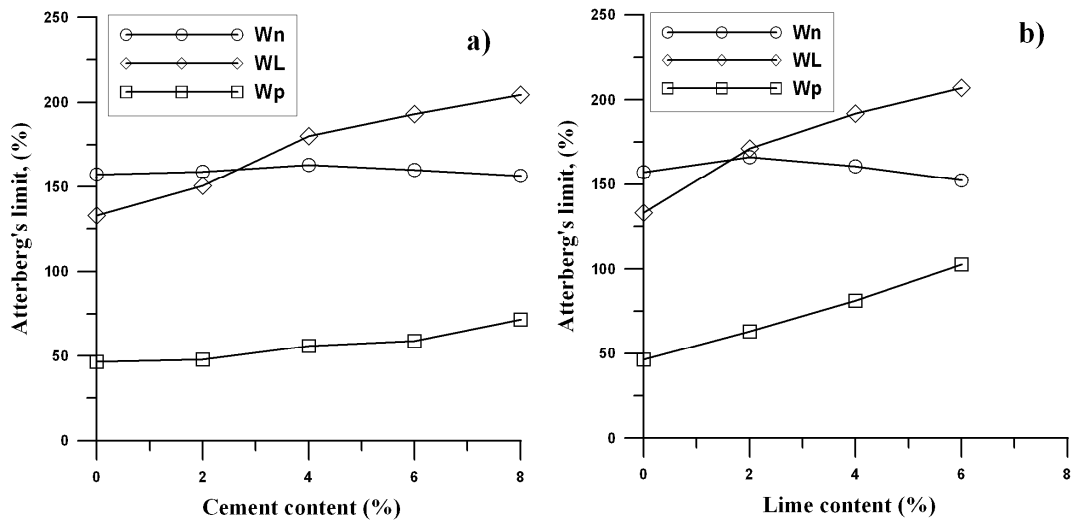 a)
Wn
WL
Wp
Atterberg's limit, (%)
250
200
150
100
50
0
0 2 4 6 8
Cement content (%)
b)
Wn
WL
Wp
Atterberg's limit, (%)
250
200
150
100
50
0
0 2 4 6 8
Lime content (%)